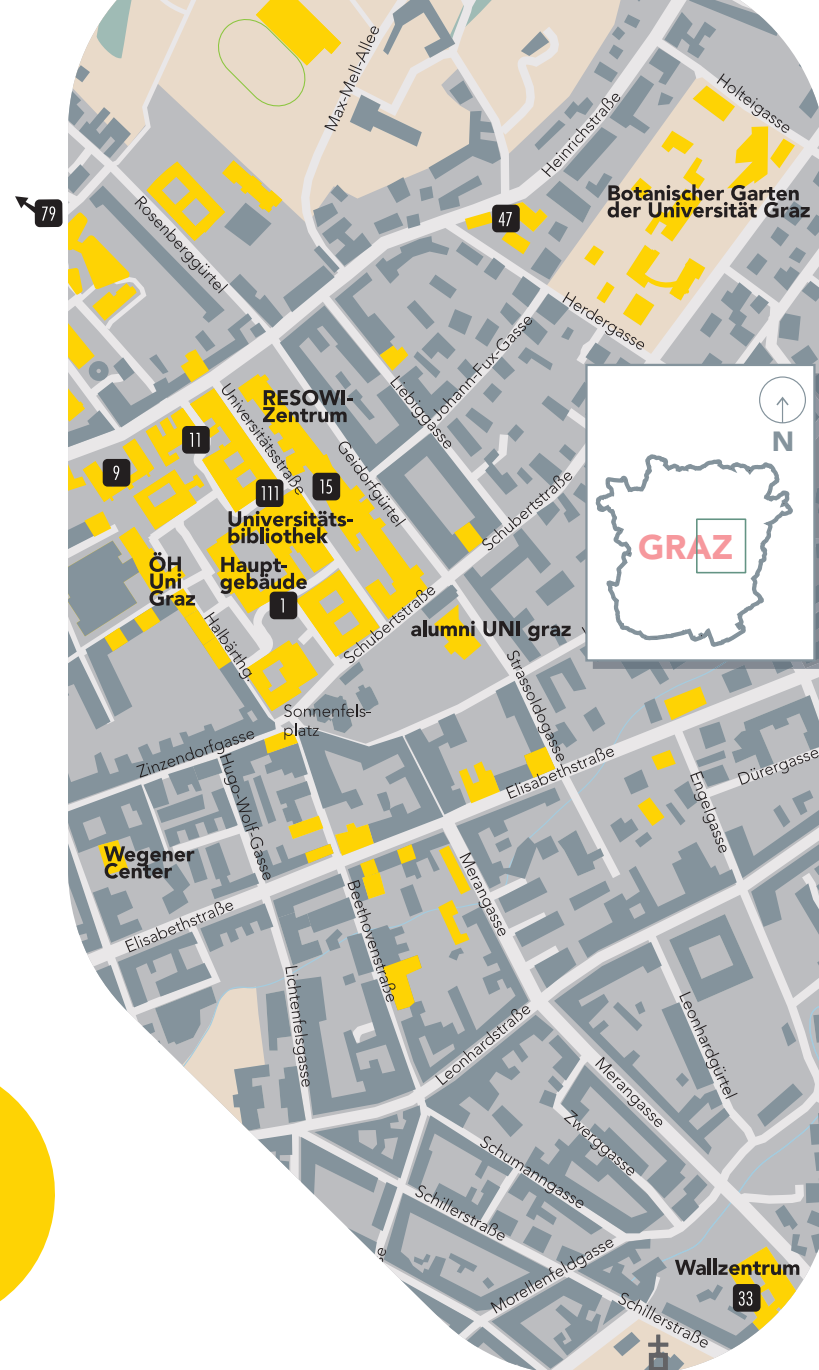 Max-Mell-Allee
Holteigasse
Heinrichstraße
Botanischer Garten
der Universität Graz
79
47
Rosenberggürtel
Herdergasse
Johann-Fux-Gasse
Liebiggasse
RESOWI-
Zentrum
Universitätsstraße
Geidorfgürtel
11
9
111
15
Universitäts-
bibliothek
Schubertstraße
N
GRAZ
ÖH
Uni
Graz
Haupt-
gebäude
1
Halbärthg.
Schubertstraße
alumni UNI graz
Strassoldogasse
Sonnenfels-
platz
Zinzendorfgasse
Hugo-Wolf-Gasse
Elisabethstraße
Engelgasse
Dürergasse
Wegener
Center
Merangasse
Beethovenstraße
Elisabethstraße
Lichtenfelsgasse
Leonhardstraße
Leonhardgürtel
Merangasse
Zwerggasse
Schumanngasse
Schillerstraße
Morellenfeldgasse
Wallzentrum
33
Schillerstraße